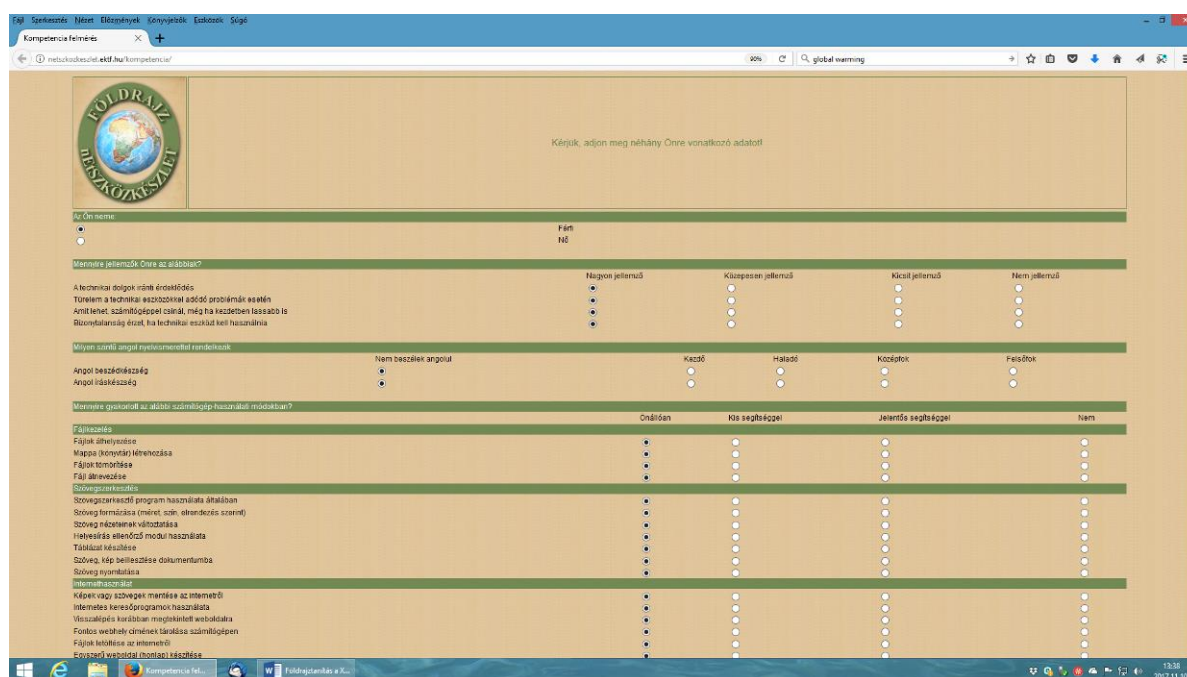 Fájl Szerkesztés Nézet Előzmények Könyvjelzők Eszközök Súgó
Kompetencia felmérés
netszkozkeszlet.ektf.hu/kompetencia/ 90% global warming
FÖLDRAJZ
nETSZKÖZKÉSZLET
Kérjük, adjon meg néhány Önre vonatkozó adatot!
Az Ön neme:
Férfi
Nő
Mennyire jellemzők Önre az alábbiak?
Nagyon jellemző Közepesen jellemző Kicsit jellemző Nem jellemző
A technikai dolgok iránti érdeklődés
Türelem a technikai eszközökkel adódó problémák esetén
Amit lehet, számítógéppel csinál, még ha kezdetben lassabb is
Bizonytalanság érzet, ha technikai eszközt kell használnia
Milyen szintű angol nyelvismerettel rendelkezik
Nem beszélek angolul Kezdő Haladó Középfok Felsőfok
Angol beszédkészség
Angol íráskészség
Mennyire gyakorlott az alábbi számítógép-használati módokban?
Önállóan Kis segítséggel Jelentős segítséggel Nem
Fájlkezelés
Fájlok áthelyezése
Mappa (könyvtár) létrehozása
Fájlok tömörítése
Fájl átnevezése
Szövegszerkesztés
Szövegszerkesztő program használata általában
Szöveg formázása (méret, szín, elrendezés szerint)
Szöveg nézeteinek változtatása
Helyesírás ellenőrző modul használata
Táblázat készítése
Szöveg, kép beillesztése dokumentumba
Szöveg nyomtatása
Internethasználat
Képek vagy szövegek mentése az internetről
Internetes keresőprogramok használata
Visszalépés korábban megtekintett weboldalra
Fontos webhely címének tárolása számítógépen
Fájlok letöltése az internetről
Egyszerű weboldal (honlap) készítése
Kompetencia fel... Földrajztanítás a X...
13:38
2017.11.10